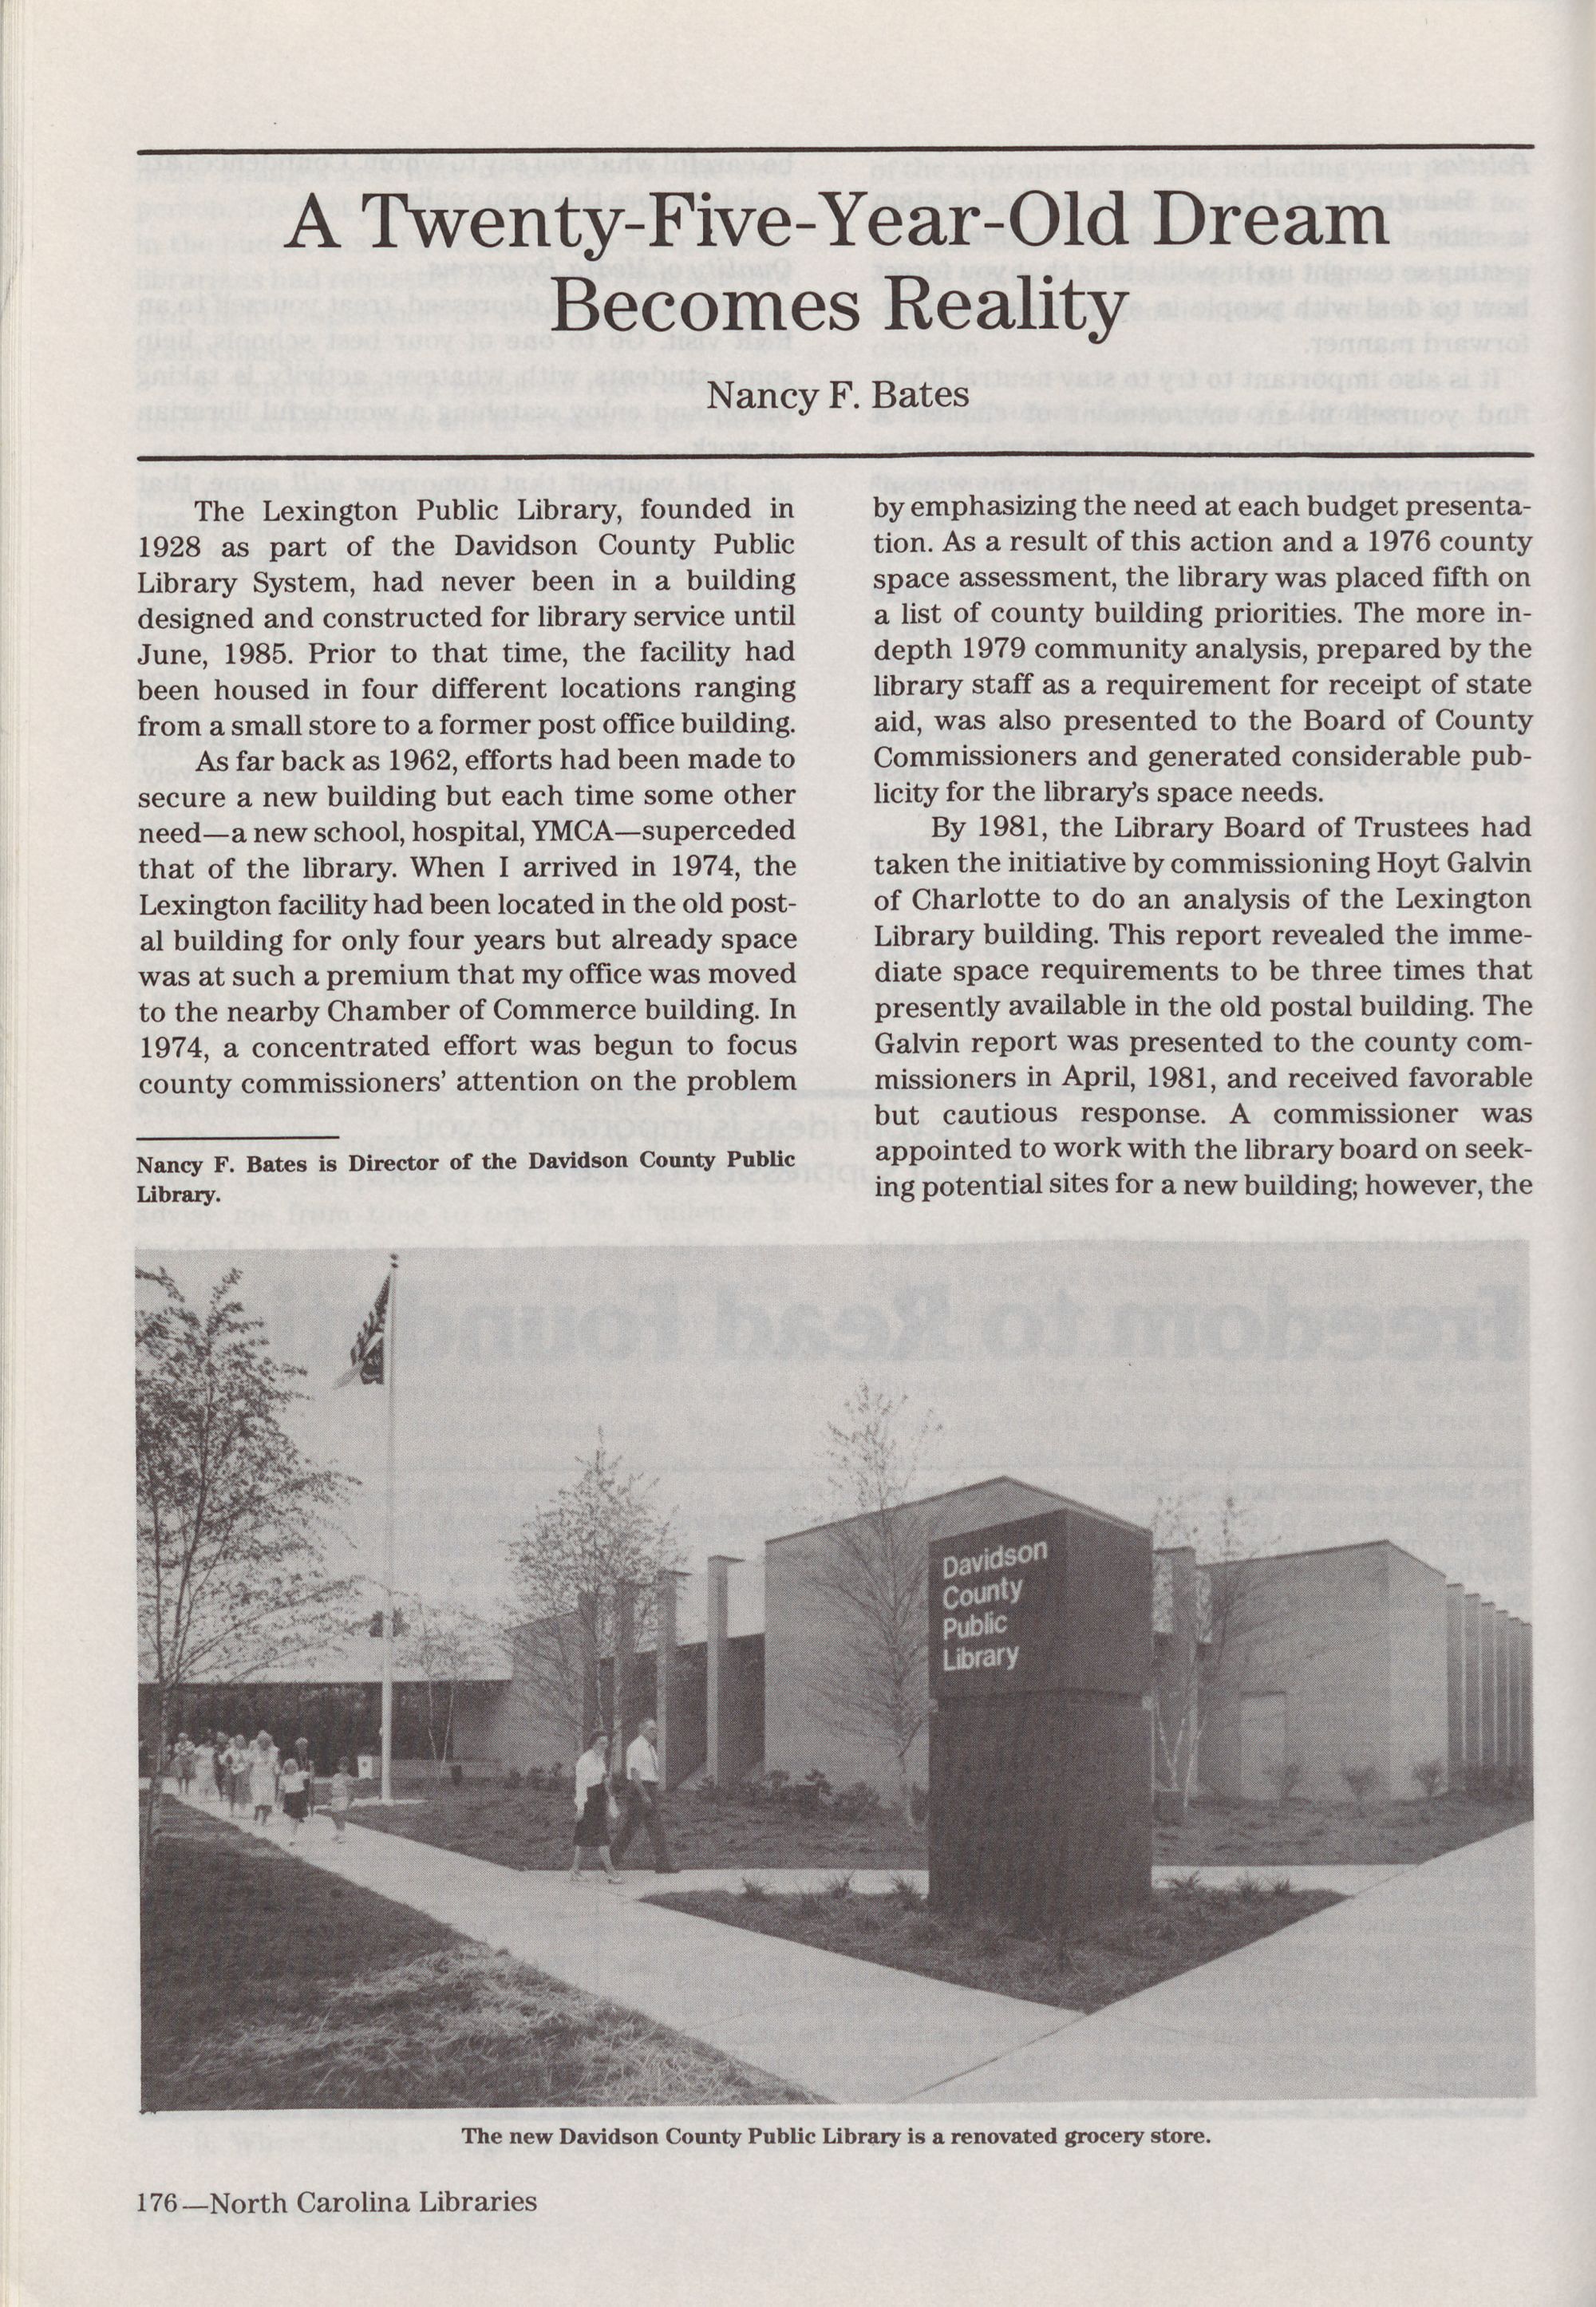 A Twenty-Five-Year-Old Dream
Becomes Reality
Nancy F. Bates
The Lexington Public Library, founded in
1928 as part of the Davidson County Public
Library System, had never been in a building
designed and constructed for library service until
June, 1985. Prior to that time, the facility had
been housed in four different locations ranging
from a small store to a former post office building.
As far back as 1962, efforts had been made to
secure a new building but each time some other
need—a new school, hospital, YMCA—superceded
that of the library. When I arrived in 1974, the
Lexington facility had been located in the old post-
al building for only four years but already space
was at such a premium that my office was moved
to the nearby Chamber of Commerce building. In
1974, a concentrated effort was begun to focus
county commissioners' attention on the problem
Nancy F. Bates is Director of the Davidson County Public
Library.
by emphasizing the need at each budget presenta-
tion. As a result of this action and a 1976 county
space assessment, the library was placed fifth on
a list of county building priorities. The more in-
depth 1979 community analysis, prepared by the
library staff as a requirement for receipt of state
aid, was also presented to the Board of County
Commissioners and generated considerable pub-
licity for the library's space needs.
By 1981, the Library Board of Trustees had
taken the initiative by commissioning Hoyt Galvin
of Charlotte to do an analysis of the Lexington
Library building. This report revealed the imme-
diate space requirements to be three times that
presently available in the old postal building. The
Galvin report was presented to the county com-
missioners in April, 1981, and received favorable
but cautious response. A commissioner was
appointed to work with the library board on seek-
ing potential sites for a new building; however, the
Davidson
County
Public
Library
The new Davidson County Public Library is a renovated grocery store.
176—North Carolina Libraries